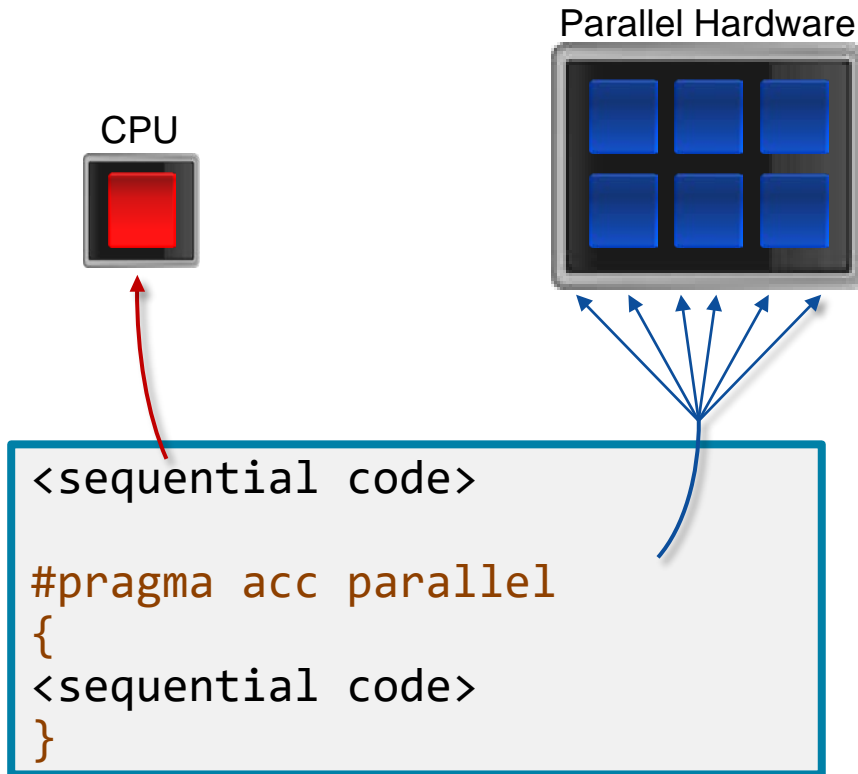 Parallel Hardware
CPU
<sequential code>
#pragma acc parallel
{
<sequential code>
}